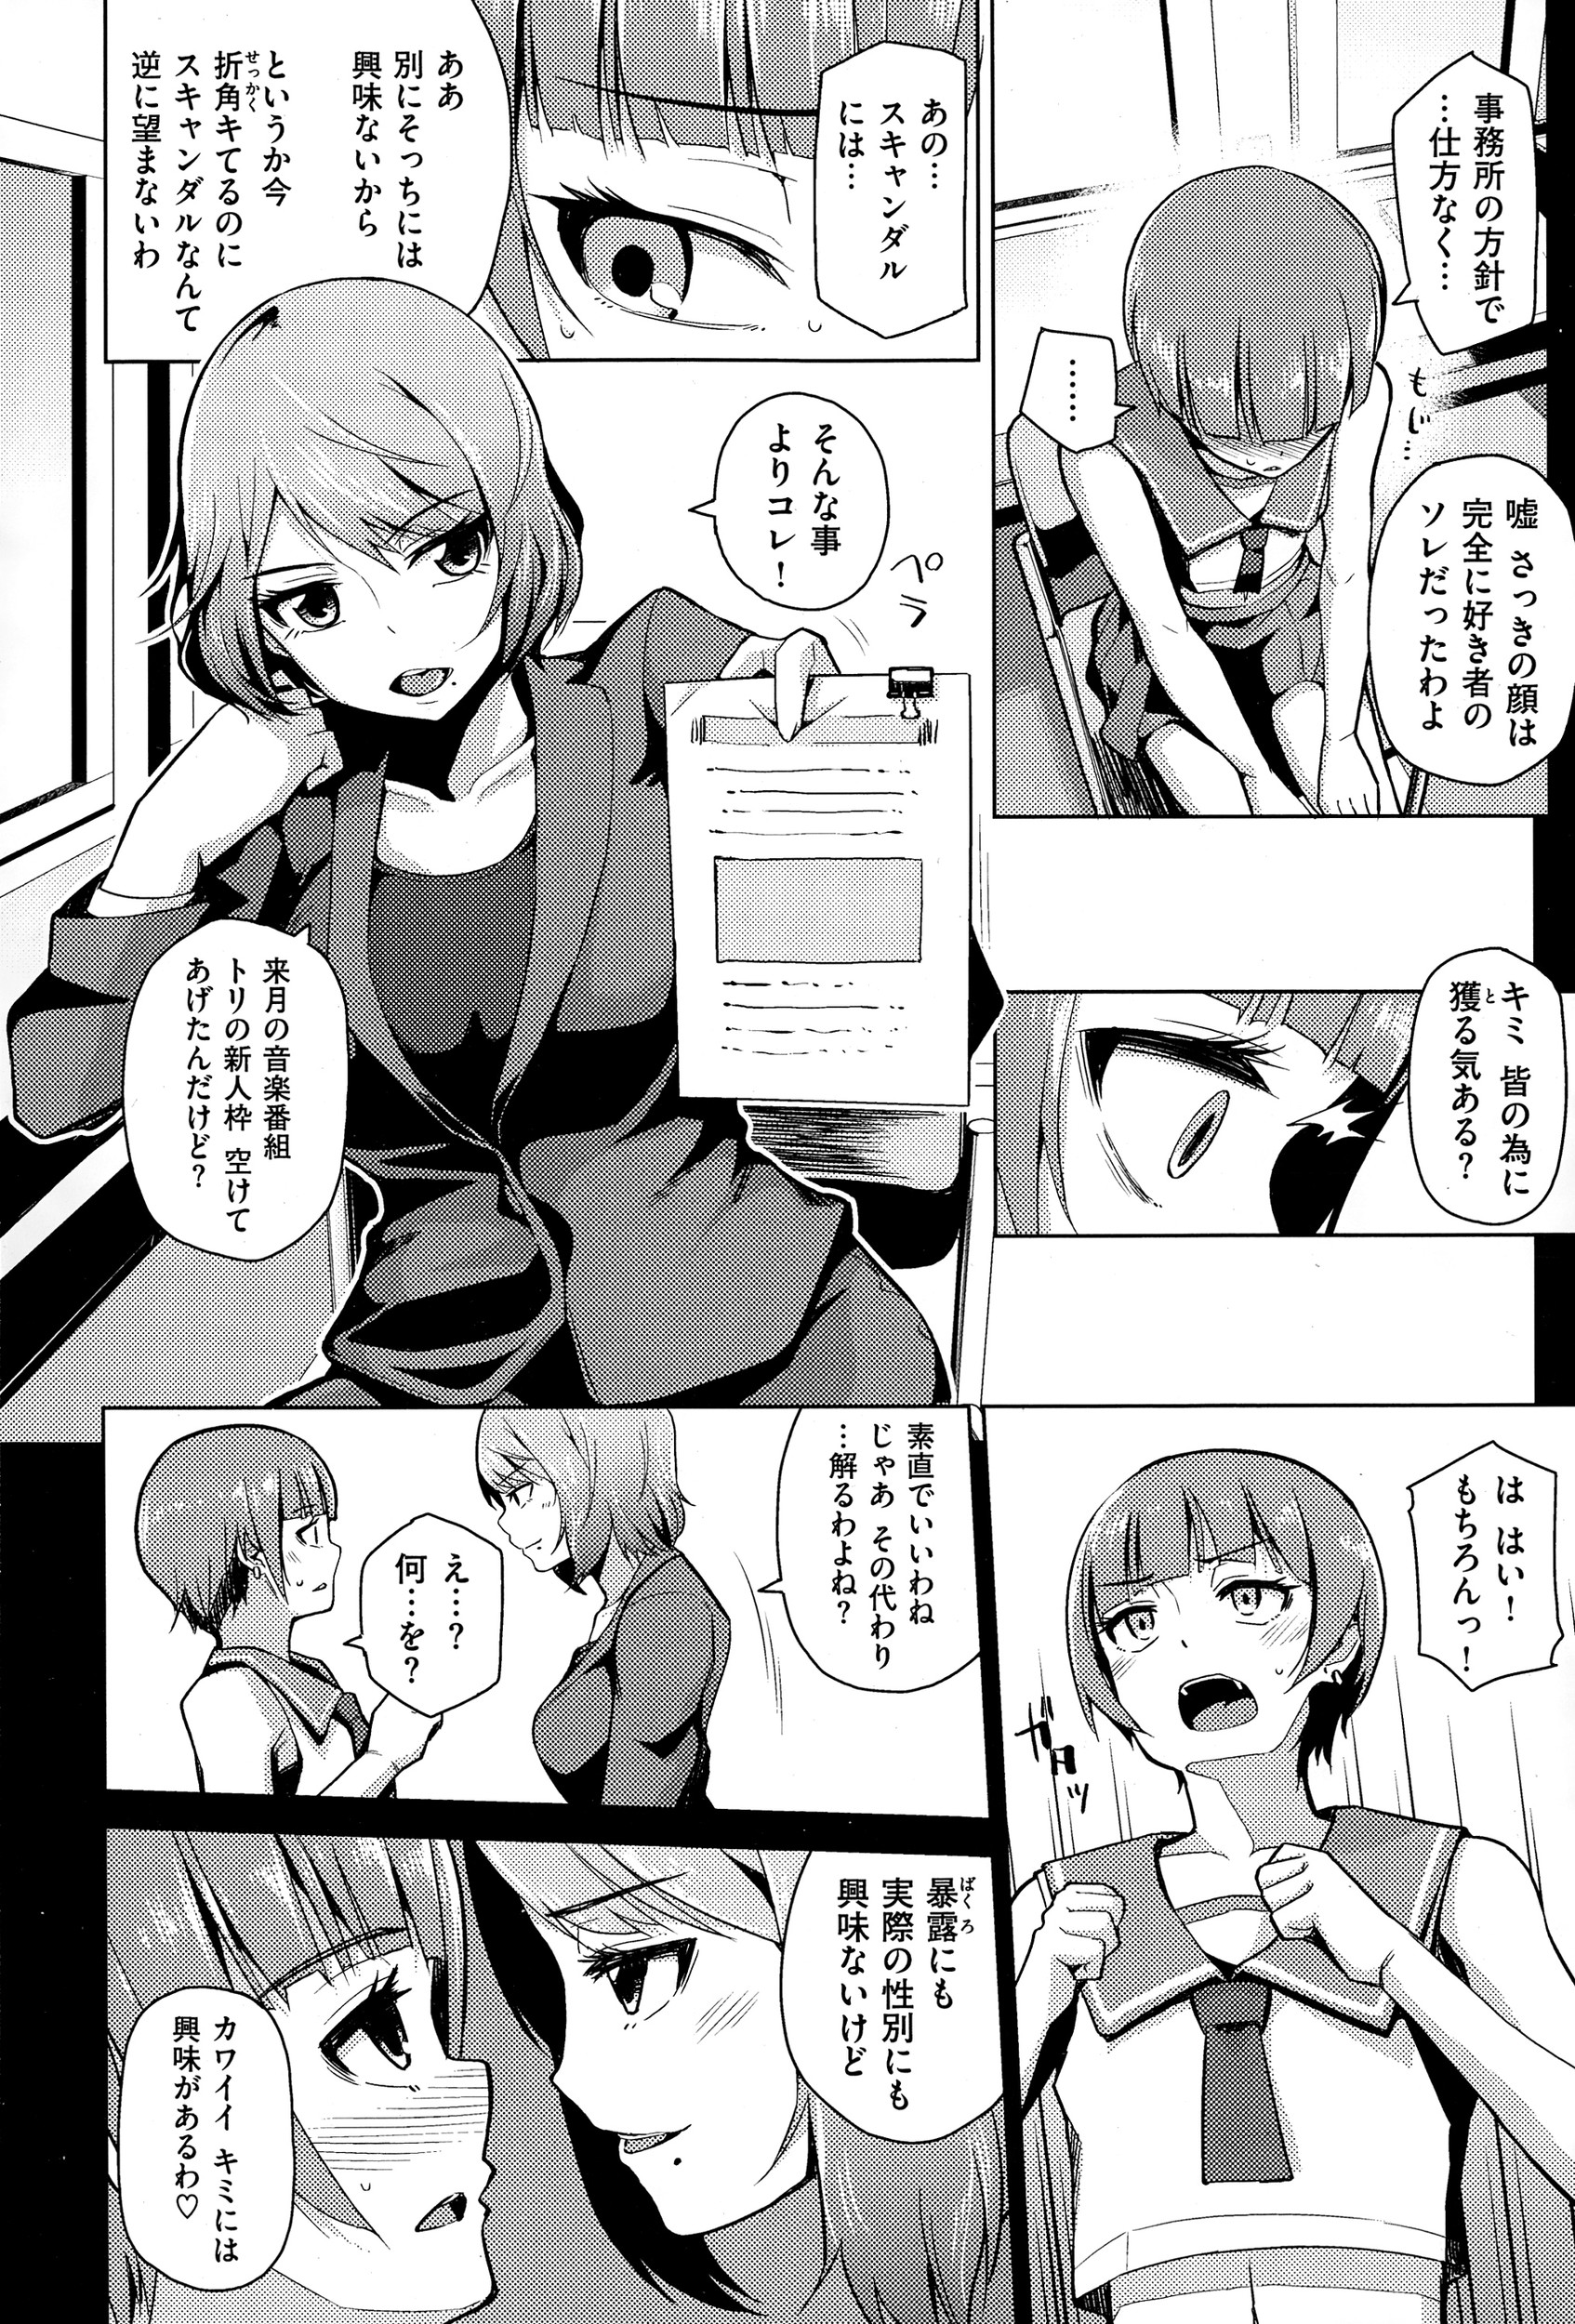 事務所の方針で
…仕方なく…
もじ…
……
嘘 さっきの顔は
完全に好き者の
ソレだったわよ
あの…
スキャンダル
には…
ああ
別にそっちには
興味ないから
というか今
折角キてるのに
せっかく
スキャンダルなんて
逆に望まないわ
そんな事
よりコレ!
ペラ
来月の音楽番組
トリの新人枠 空けて
あげたんだけど?
キミ 皆の為に
獲る気ある?
と
は はい!
もちろんっ!
ガタッ
素直でいいわね
じゃあ その代わり
…解るわよね?
え…?
何…を?
暴露にも
ばくろ
実際の性別にも
興味ないけど
カワイイ キミには
興味があるわ♡